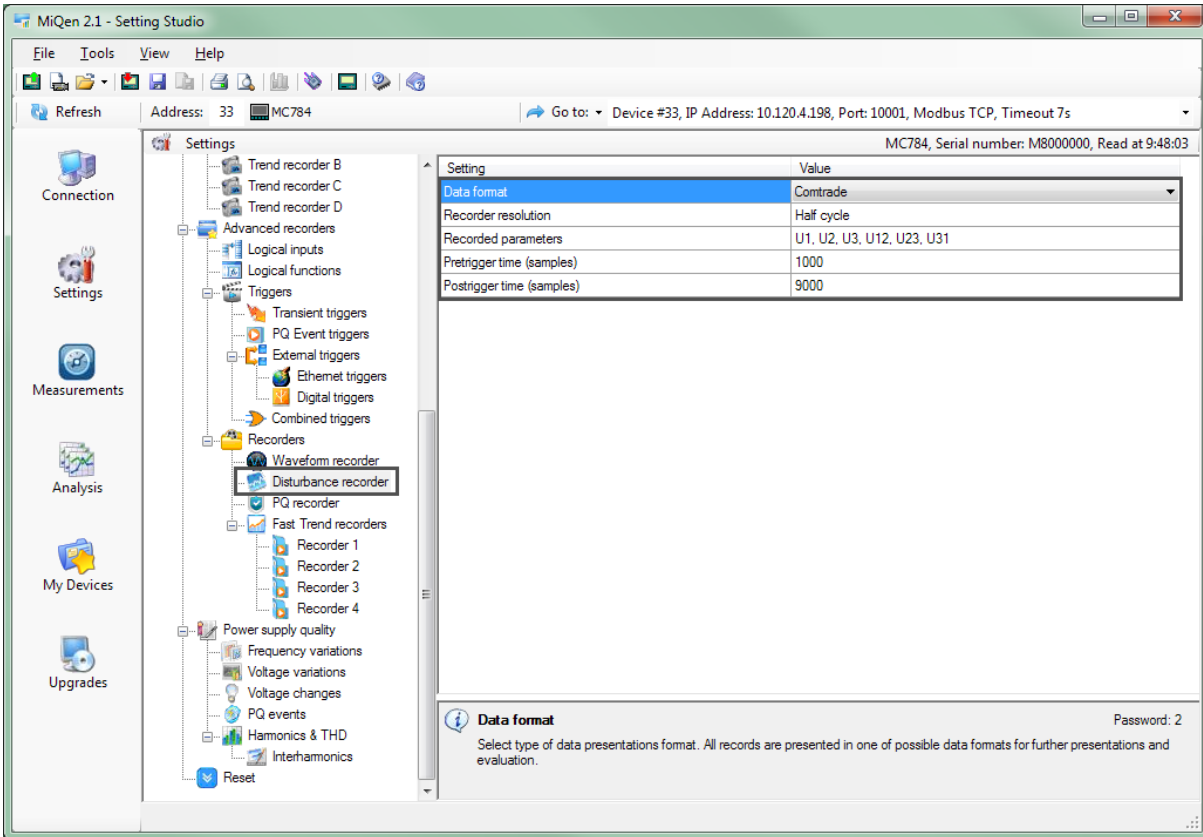 MiQen 2.1 - Setting Studio
File Tools View Help
Refresh Address: 33 MC784 Go to: Device #33, IP Address: 10.120.4.198, Port: 10001, Modbus TCP, Timeout 7s
Connection
Settings
Measurements
Analysis
My Devices
Upgrades
Settings MC784, Serial number: M8000000, Read at 9:48:03
Trend recorder B
Trend recorder C
Trend recorder D
Advanced recorders
Logical inputs
Logical functions
Triggers
Transient triggers
PQ Event triggers
External triggers
Ethernet triggers
Digital triggers
Combined triggers
Recorders
Waveform recorder
Disturbance recorder
PQ recorder
Fast Trend recorders
Recorder 1
Recorder 2
Recorder 3
Recorder 4
Power supply quality
Frequency variations
Voltage variations
Voltage changes
PQ events
Harmonics & THD
Interharmonics
Reset
Setting Value
Data format Comtrade
Recorder resolution Half cycle
Recorded parameters U1, U2, U3, U12, U23, U31
Pretrigger time (samples) 1000
Postrigger time (samples) 9000
Data format Password: 2
Select type of data presentations format. All records are presented in one of possible data formats for further presentations and
evaluation.